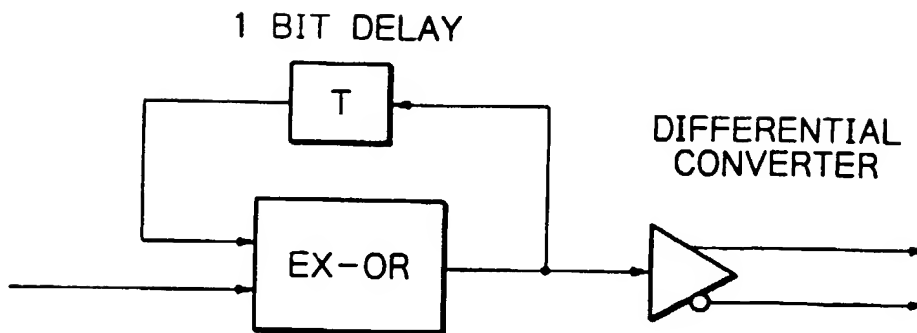 1 BIT DELAY
T
DIFFERENTIAL
CONVERTER
EX-OR